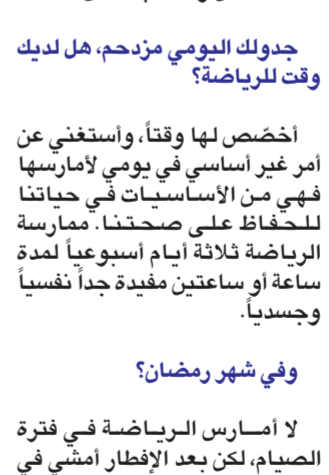 جدولك اليومي مزدحم، هل لديك
وقت للرياضة؟
أخصّص لها وقتاً، وأستغني عن
أمر غير أساسي في يومي لأمارسها
فهي من الأساسيات في حياتنا
للحفاظ على صحتنا. ممارسة
الرياضة ثلاثة أيام أسبوعياً لمدة
ساعة أو ساعتين مفيدة جداً نفسياً
وجسدياً.
وفي شهر رمضان؟
لا أمارس الرياضة في فترة
الصيام، لكن بعد الإفطار أمشي في